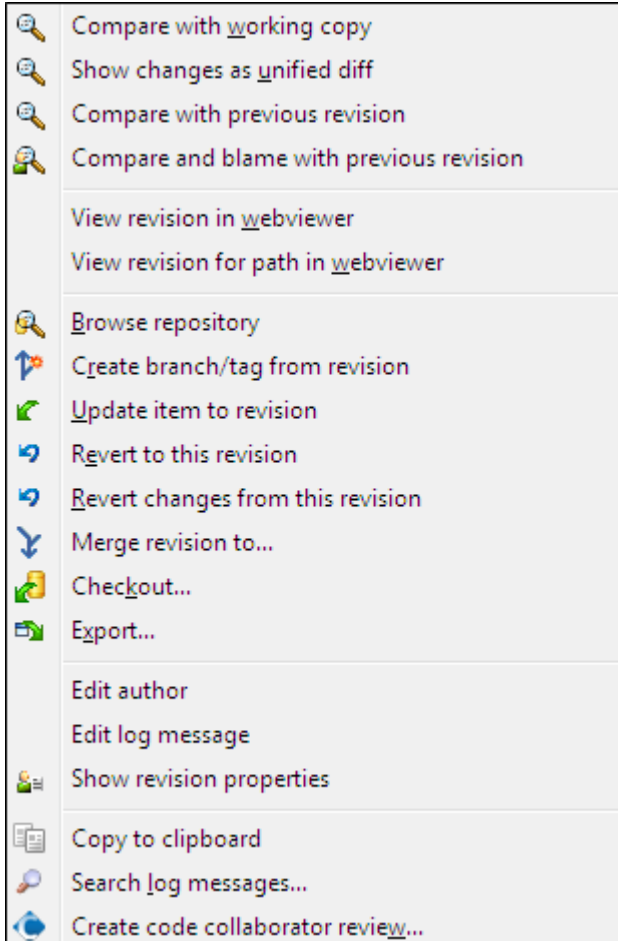 Compare with working copy
Show changes as unified diff
Compare with previous revision
Compare and blame with previous revision
View revision in webviewer
View revision for path in webviewer
Browse repository
Create branch/tag from revision
Update item to revision
Revert to this revision
Revert changes from this revision
Merge revision to...
Checkout...
Export...
Edit author
Edit log message
Show revision properties
Copy to clipboard
Search log messages...
Create code collaborator review...